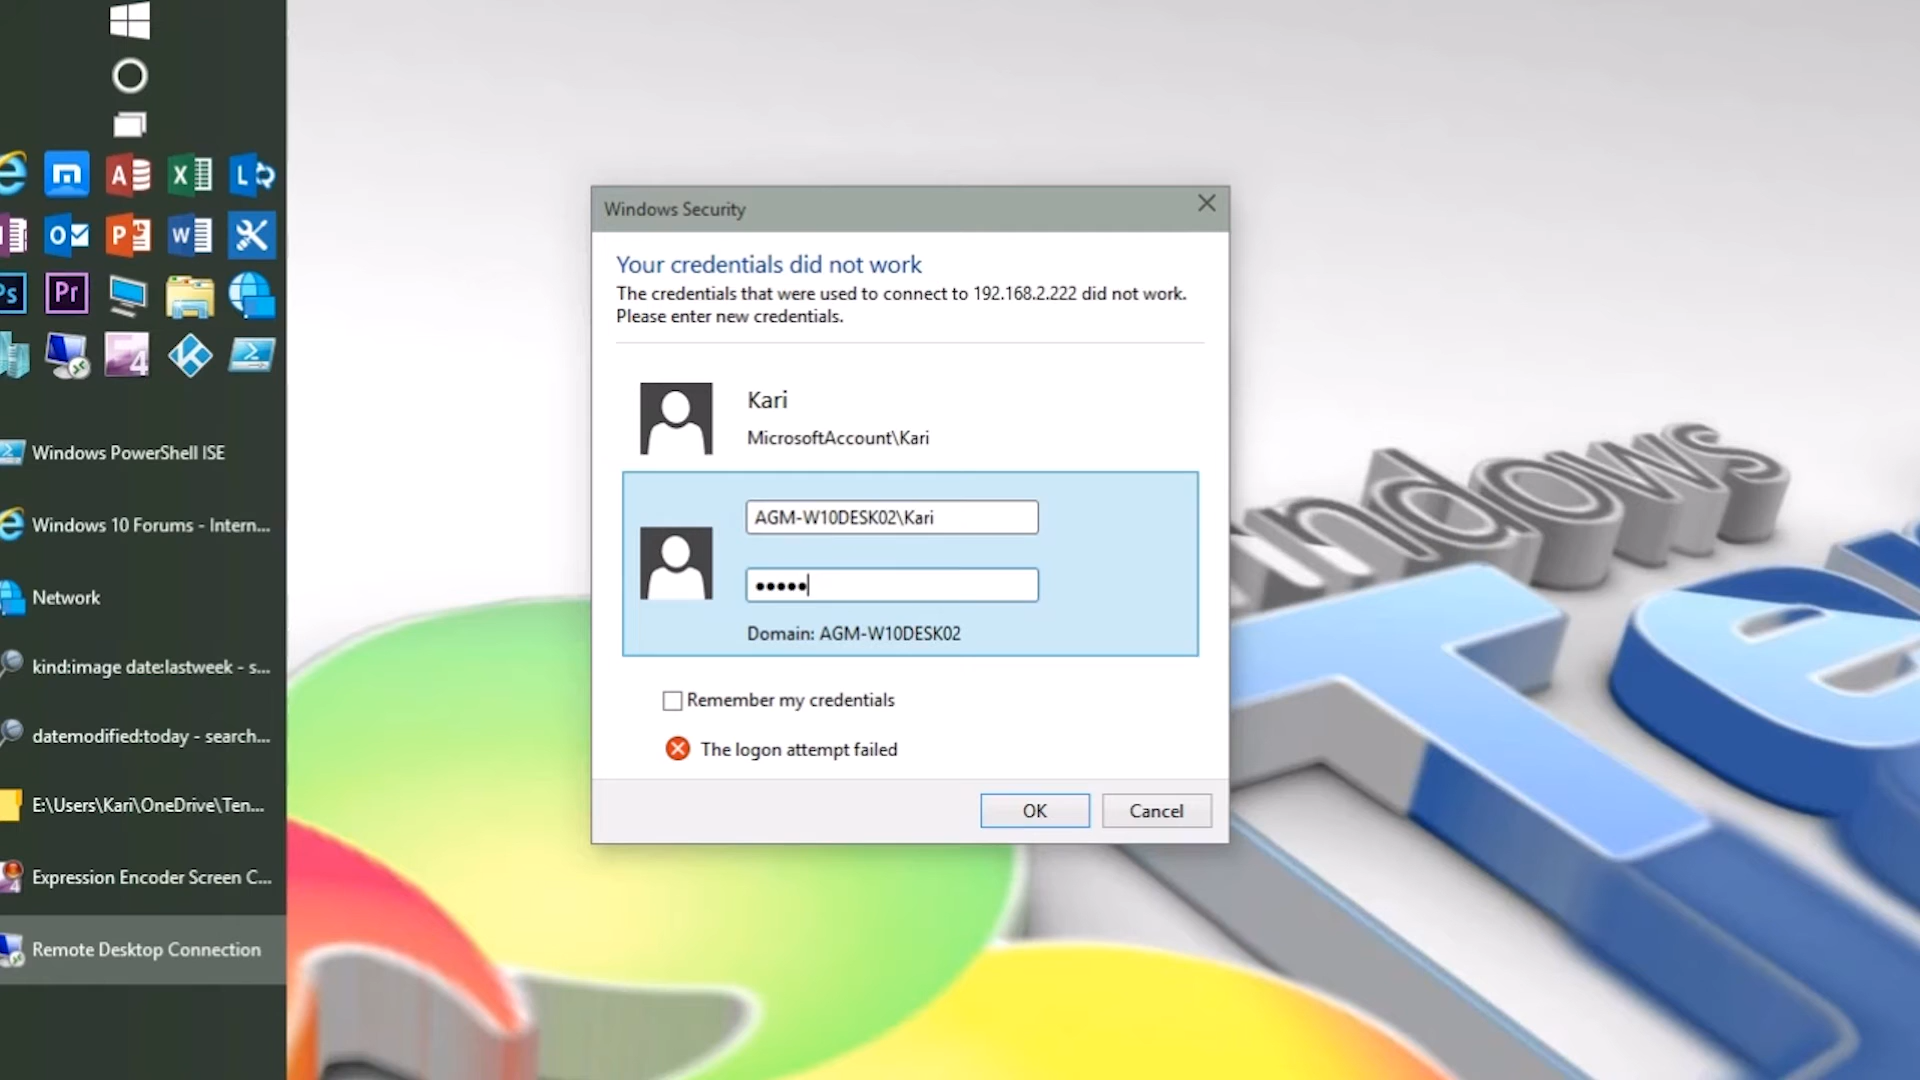 Windows PowerShell ISE
Windows 10 Forums - Intern...
Network
kind:image date:lastweek - s...
datemodified:today - search...
E:\Users\Kari\OneDrive\Ten...
Expression Encoder Screen C...
Remote Desktop Connection
Windows Security
Your credentials did not work
The credentials that were used to connect to 192.168.2.222 did not work.
Please enter new credentials.
Kari
MicrosoftAccount\Kari
AGM-W10DESK02\Kari
•••••
Domain: AGM-W10DESK02
Remember my credentials
The logon attempt failed
OK
Cancel
indows
Te